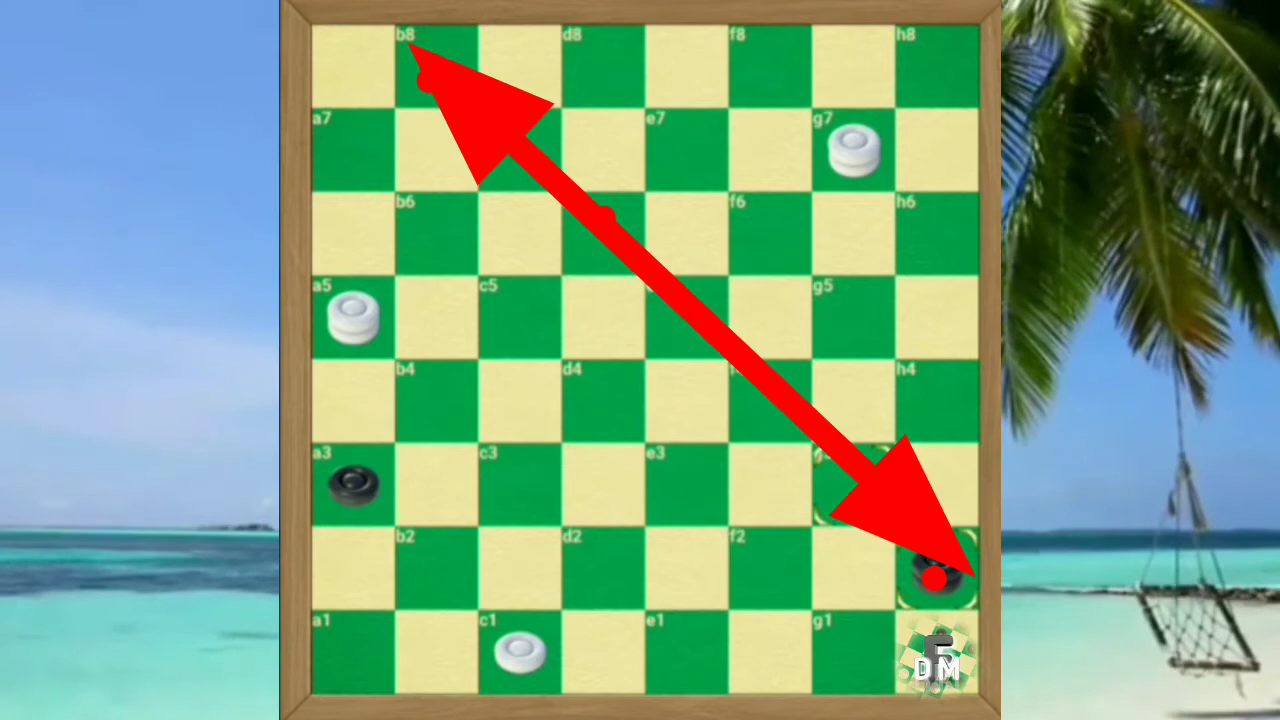 b8 d8 f8 h8
a7 e7 g7
b6 f6 h6
a5 c5 g5
b4 d4 h4
a3 c3 e3
b2 d2 f2
a1 c1 e1 g1
F
DM